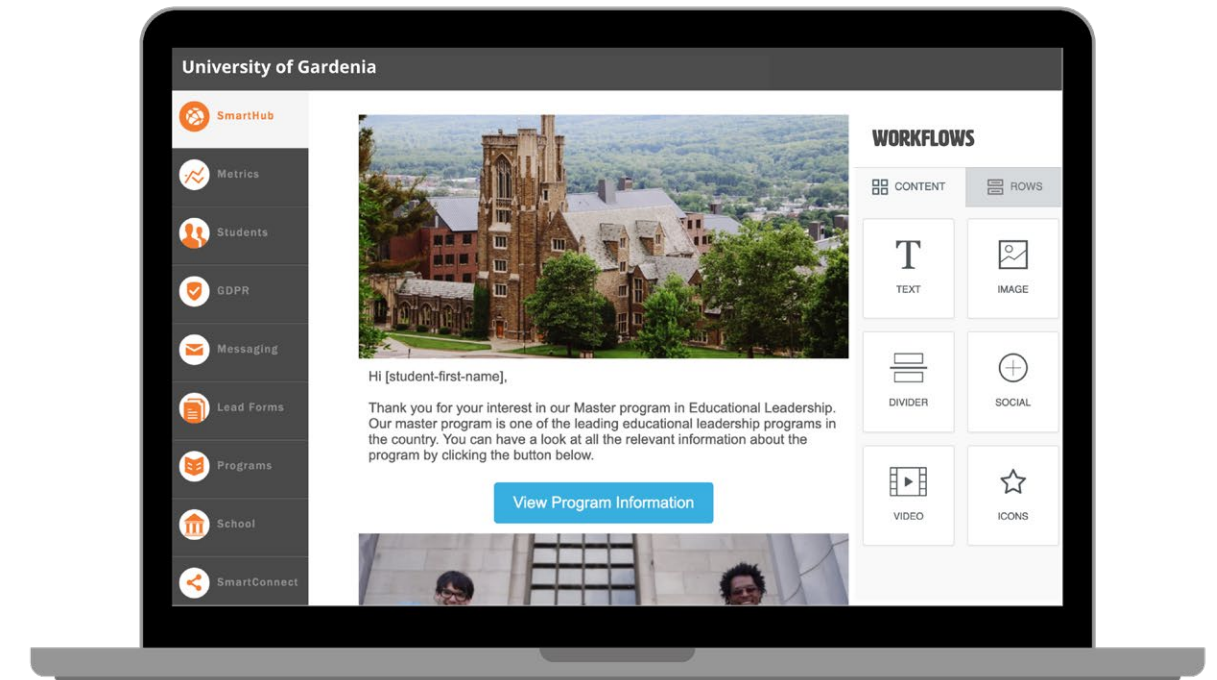 University of Gardenia
SmartHub
Metrics
Students
GDPR
Messaging
Lead Forms
Programs
School
SmartConnect
Hi [student-first-name],
Thank you for your interest in our Master program in Educational Leadership.
Our master program is one of the leading educational leadership programs in
the country. You can have a look at all the relevant information about the
program by clicking the button below.
View Program Information
WORKFLOWS
CONTENT
ROWS
TEXT
IMAGE
DIVIDER
SOCIAL
VIDEO
ICONS